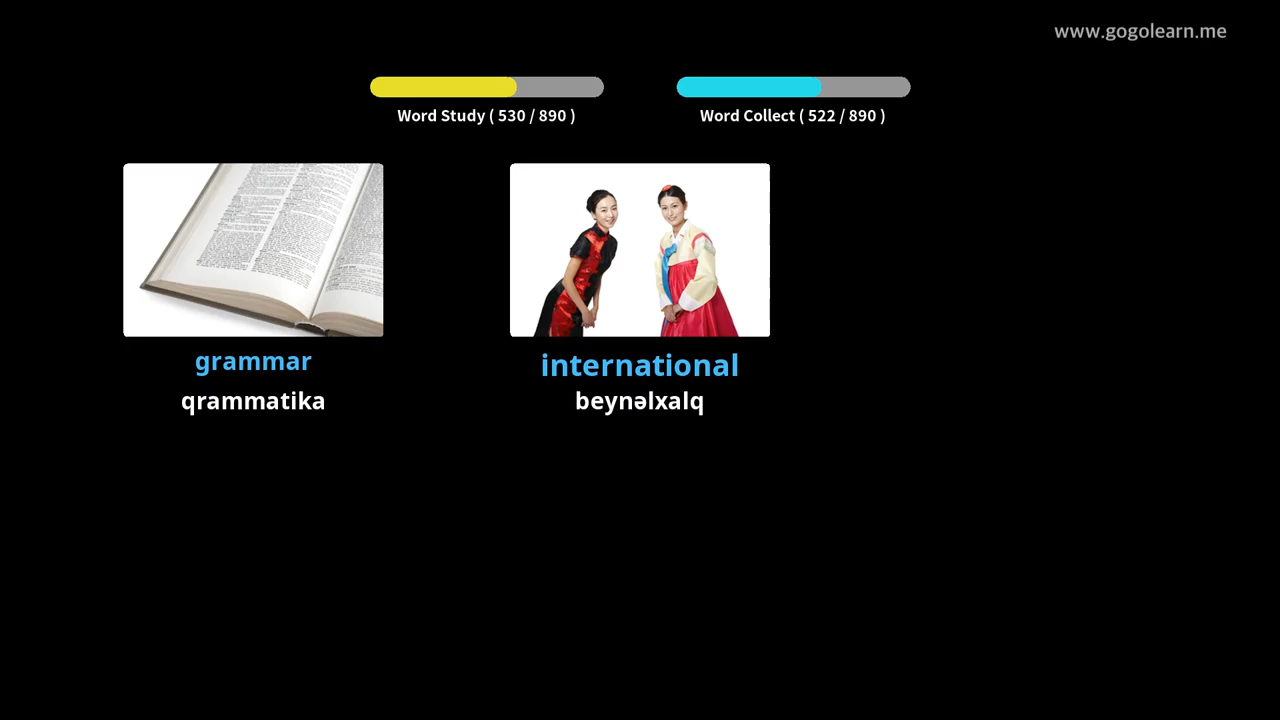 www.gogolearn.me
Word Study ( 530 / 890 )
Word Collect ( 522 / 890 )
grammar
qrammatika
international
beynəlxalq